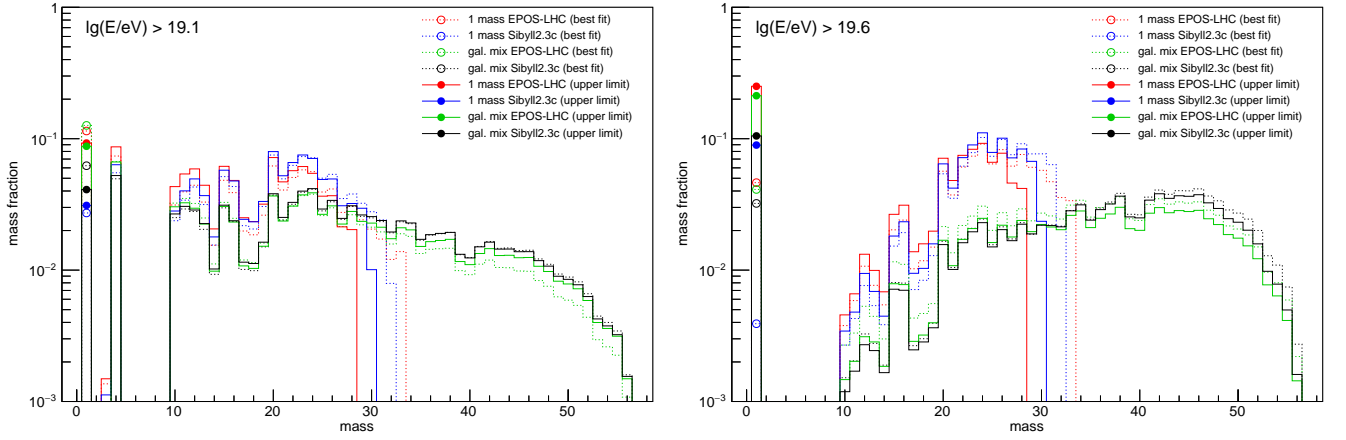 lg(E/eV) > 19.1
1 mass EPOS-LHC (best fit)
1 mass Sibyll2.3c (best fit)
gal. mix EPOS-LHC (best fit)
gal. mix Sibyll2.3c (best fit)
1 mass EPOS-LHC (upper limit)
1 mass Sibyll2.3c (upper limit)
gal. mix EPOS-LHC (upper limit)
gal. mix Sibyll2.3c (upper limit)
mass fraction
1
10⁻¹
10⁻²
10⁻³
0 10 20 30 40 50
mass
lg(E/eV) > 19.6
1 mass EPOS-LHC (best fit)
1 mass Sibyll2.3c (best fit)
gal. mix EPOS-LHC (best fit)
gal. mix Sibyll2.3c (best fit)
1 mass EPOS-LHC (upper limit)
1 mass Sibyll2.3c (upper limit)
gal. mix EPOS-LHC (upper limit)
gal. mix Sibyll2.3c (upper limit)
mass fraction
1
10⁻¹
10⁻²
10⁻³
0 10 20 30 40 50
mass